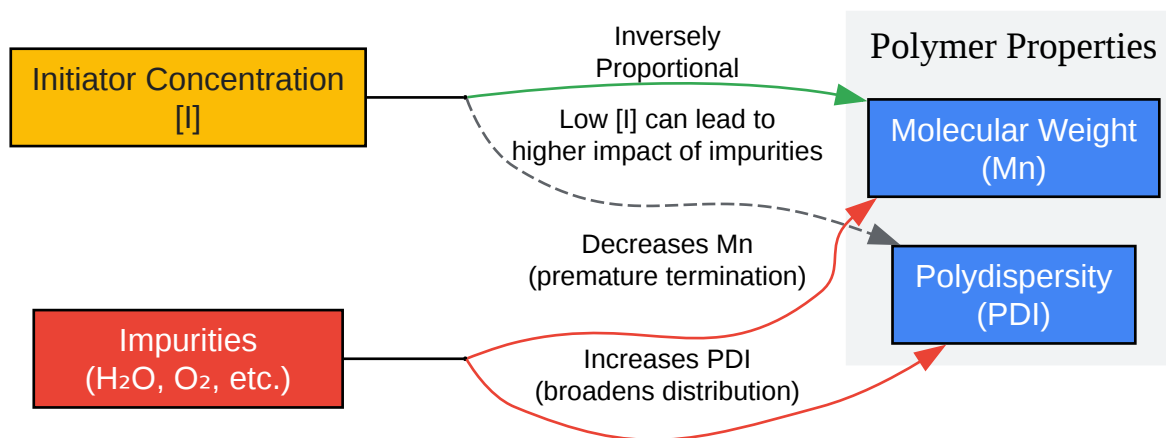 Initiator Concentration
[I]
Inversely
Proportional
Low [I] can lead to
higher impact of impurities
Polymer Properties
Molecular Weight
(Mn)
Decreases Mn
(premature termination)
Polydispersity
(PDI)
Impurities
(H₂O, O₂, etc.)
Increases PDI
(broadens distribution)